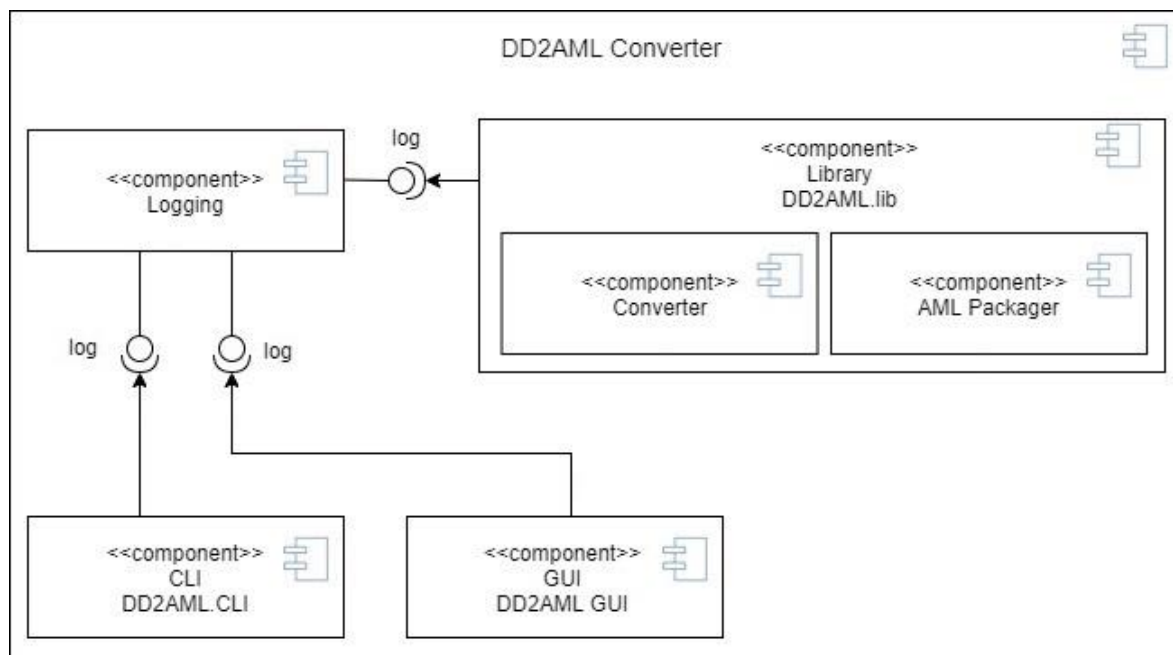 DD2AML Converter
<<component>>
Logging
log
<<component>>
Library
DD2AML.lib
<<component>>
Converter
<<component>>
AML Packager
log
log
<<component>>
CLI
DD2AML.CLI
<<component>>
GUI
DD2AML GUI